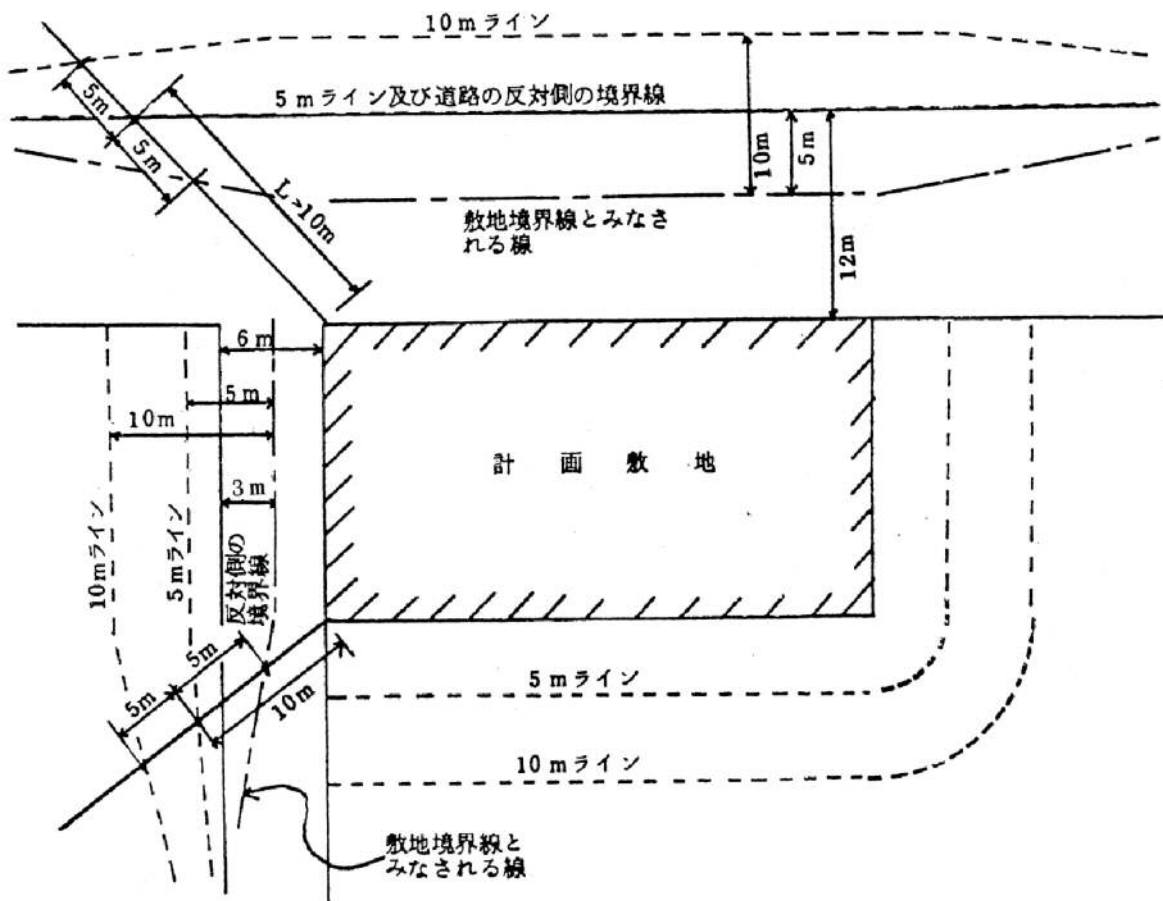 10mライン
5mライン及び道路の反対側の境界線
5m
5m
L>10m
10m
5m
敷地境界線とみなさ
れる線
12m
6m
5m
10m
計画敷地
3m
10mライン
5mライン
反対側の
境界線
5m
5m
10m
5mライン
10mライン
敷地境界線と
みなされる線